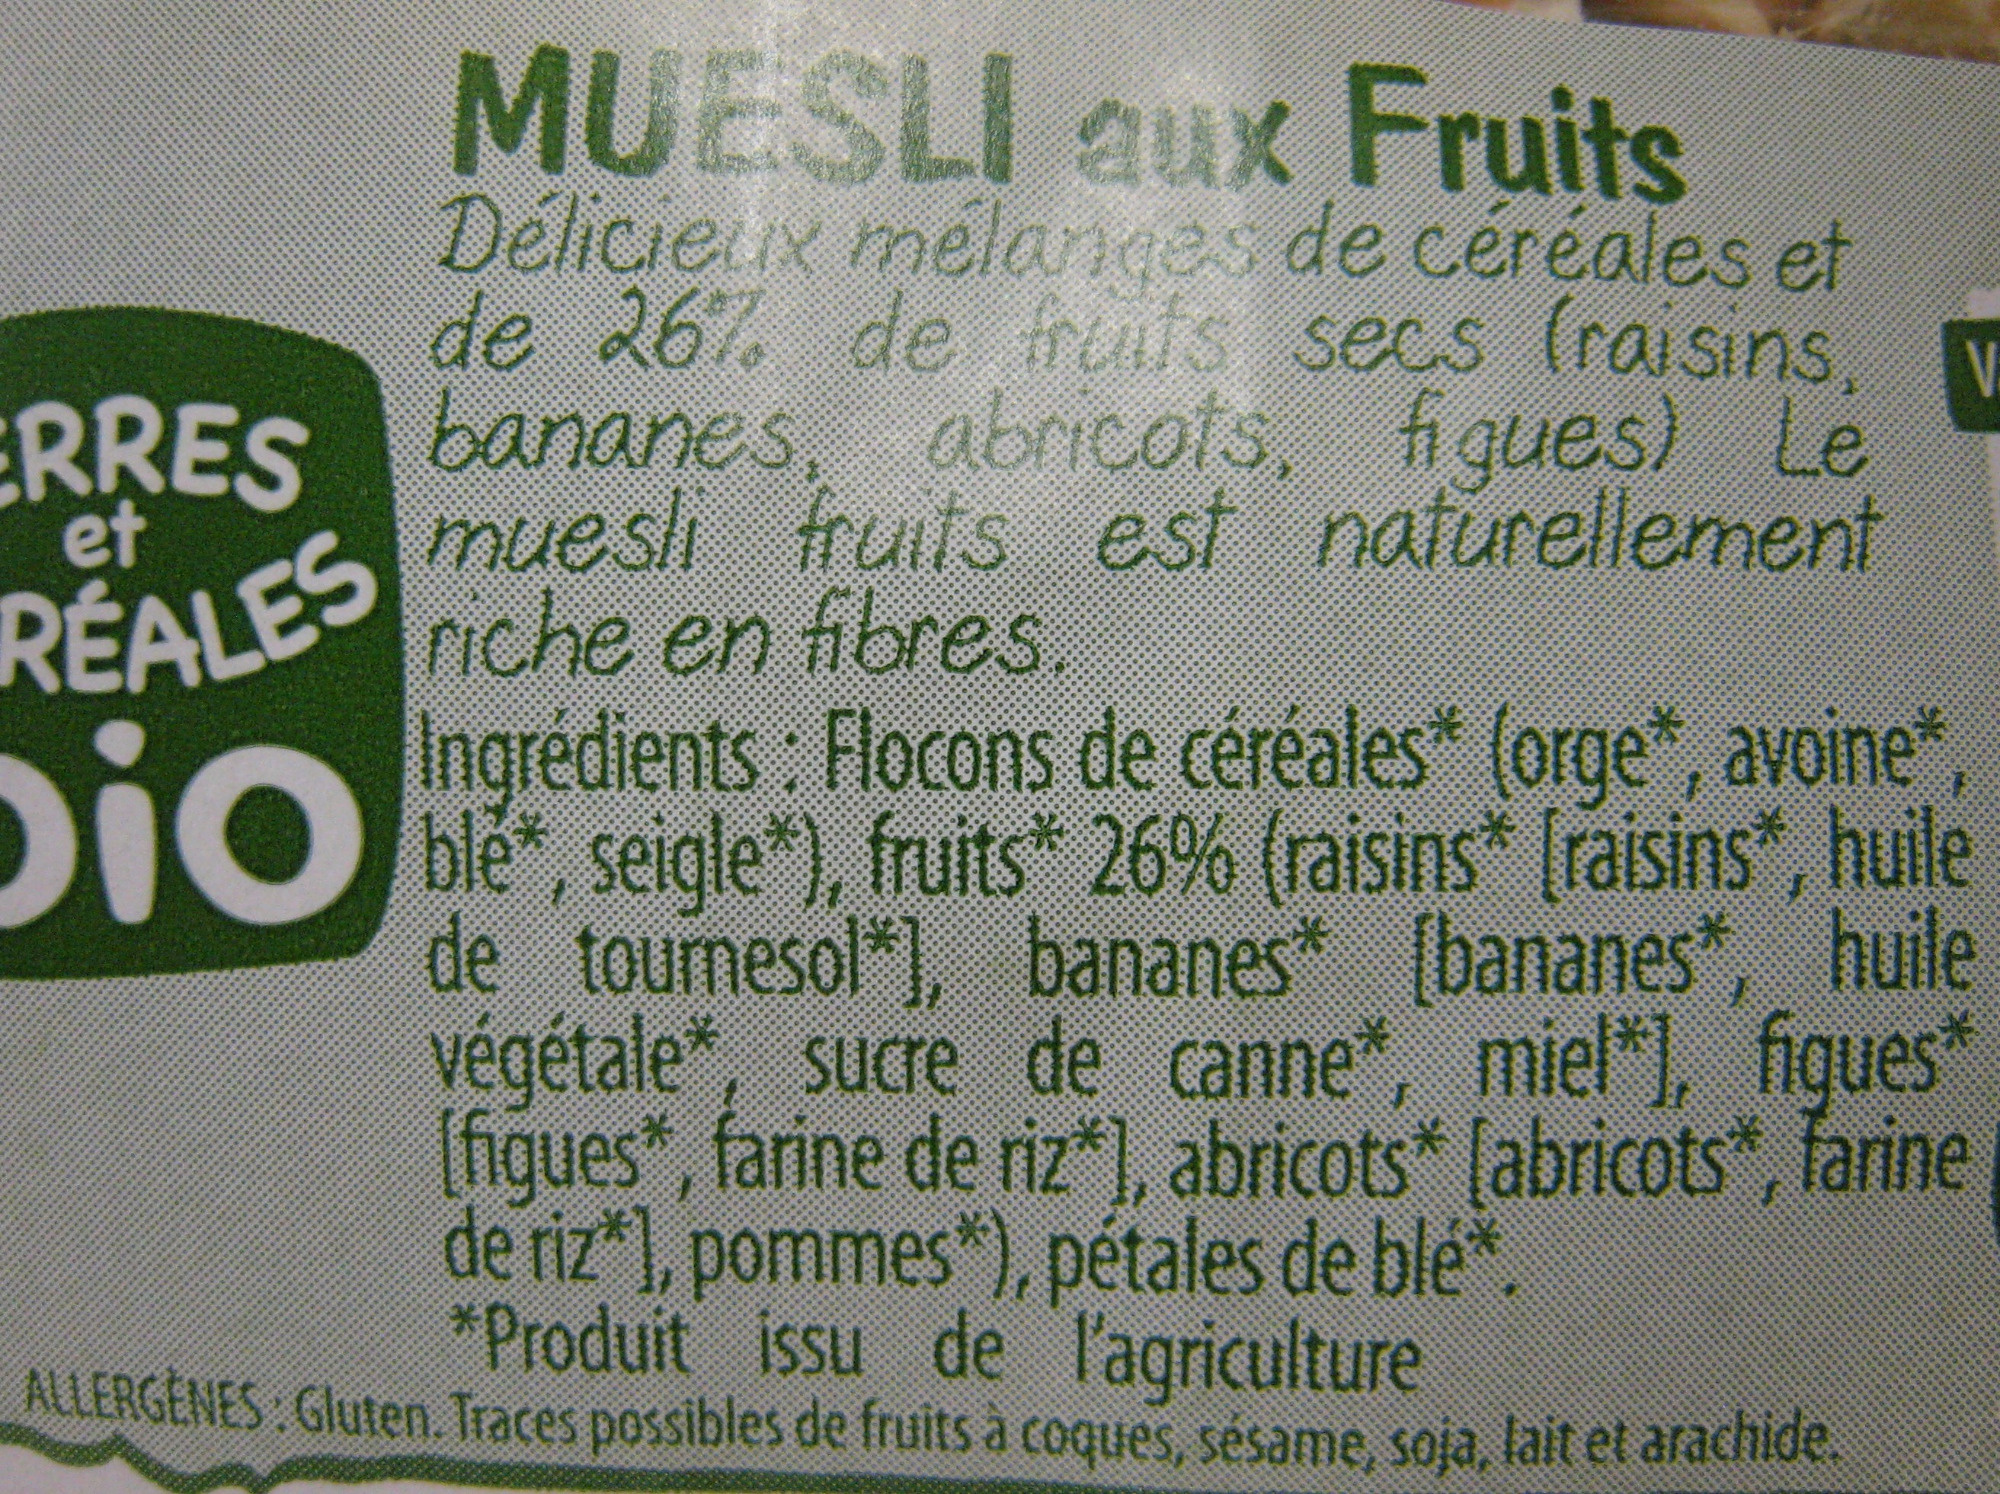 MUESLI aux Fruits
Délicieux mélanges de céréales et
de 26% de fruits secs (raisins,
bananes, abricots, figues) Le
muesli fruits est naturellement
riche en fibres.
ERRES
et
RÉALES
bio
Ingrédients : Flocons de céréales* (orge*, avoine*,
blé*, seigle*), fruits* 26% (raisins* [raisins*, huile
de tournesol*], bananes* [bananes*, huile
végétale*, sucre de canne*, miel*], figues*
[figues*, farine de riz*], abricots* [abricots*, farine
de riz*], pommes*), pétales de blé*.
*Produit issu de l'agriculture
ALLERGÈNES : Gluten. Traces possibles de fruits à coques, sésame, soja, lait et arachide.